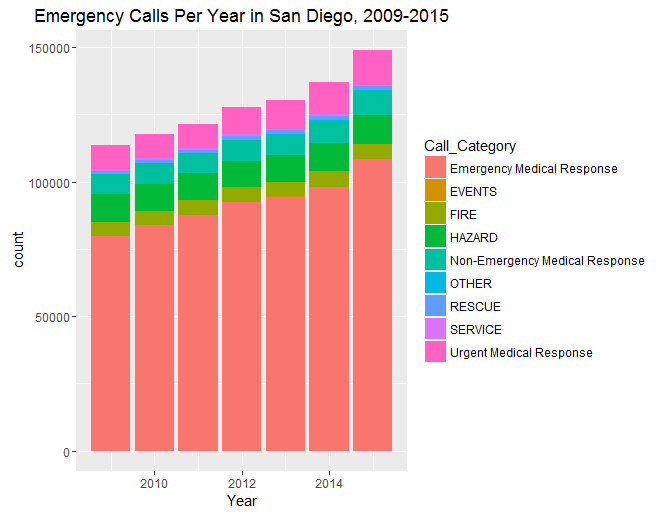 Emergency Calls Per Year in San Diego, 2009-2015
150000
100000
50000
0
count
2010
2012
2014
Year
Call_Category
Emergency Medical Response
EVENTS
FIRE
HAZARD
Non-Emergency Medical Response
OTHER
RESCUE
SERVICE
Urgent Medical Response